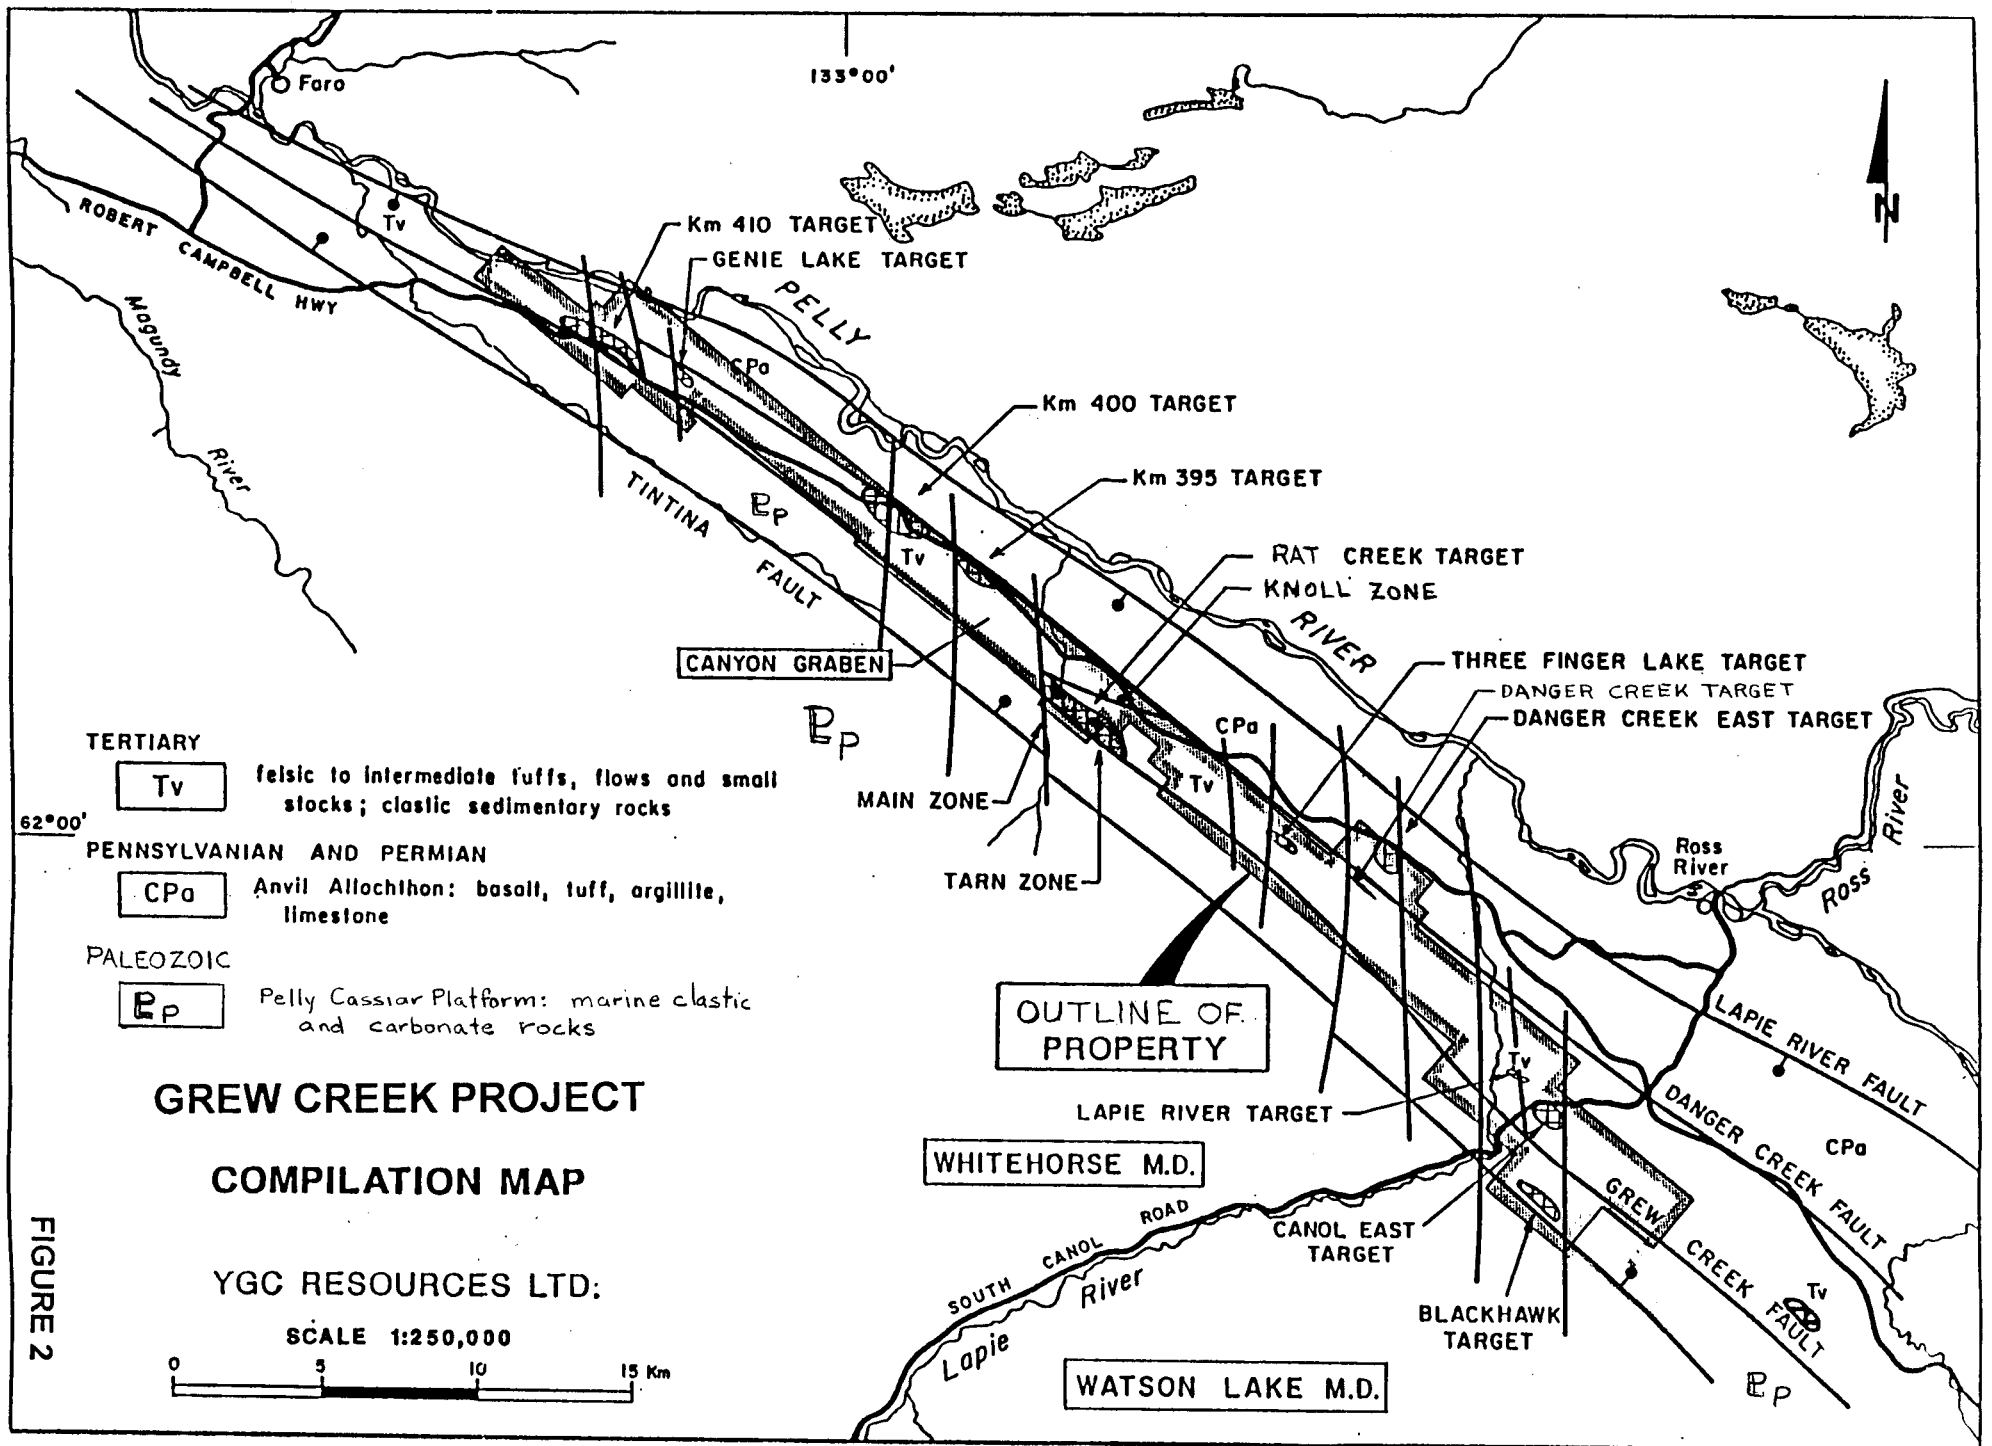 133°00'
Faro
N
Tv
ROBERT CAMPBELL HWY
Km 410 TARGET
GENIE LAKE TARGET
PELLY
Magundy
River
CPa
Km 400 TARGET
Km 395 TARGET
TINTINA
FAULT
Pp
Tv
RAT CREEK TARGET
KNOLL ZONE
RIVER
CANYON GRABEN
THREE FINGER LAKE TARGET
DANGER CREEK TARGET
DANGER CREEK EAST TARGET
Pp
CPa
Tv
MAIN ZONE
TARN ZONE
Ross
River
Ross
River
62°00'
TERTIARY
Tv
felsic to intermediate tuffs, flows and small
stocks; clastic sedimentary rocks
PENNSYLVANIAN AND PERMIAN
CPa
Anvil Allochthon: basalt, tuff, argillite,
limestone
PALEOZOIC
Pp
Pelly Cassiar Platform: marine clastic
and carbonate rocks
OUTLINE OF
PROPERTY
LAPIE RIVER FAULT
Tv
LAPIE RIVER TARGET
DANGER CREEK FAULT
CPa
GREW CREEK FAULT
WHITEHORSE M.D.
CANOL EAST
TARGET
SOUTH CANOL ROAD
Lapie River
BLACKHAWK
TARGET
Tv
WATSON LAKE M.D.
Pp
GREW CREEK PROJECT
COMPILATION MAP
YGC RESOURCES LTD:
SCALE 1:250,000
0 5 10 15 Km
FIGURE 2